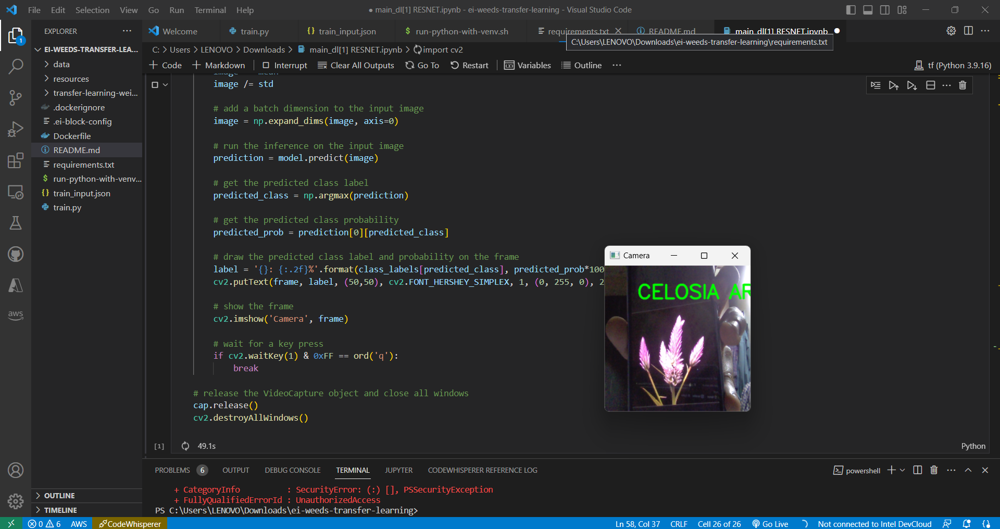 File Edit Selection View Go Run Terminal Help
● main_dl[1] RESNET.ipynb - ei-weeds-transfer-learning - Visual Studio Code
EXPLORER ···
Welcome train.py train_input.json run-python-with-venv.sh requirements.txt README.md main_dl[1] RESNET.ipynb
C:\Users\LENOVO\Downloads\ei-weeds-transfer-learning\requirements.txt
C: > Users > LENOVO > Downloads > main_dl[1] RESNET.ipynb > import cv2
+ Code + Markdown Interrupt Clear All Outputs Go To Restart Variables Outline ···
tf (Python 3.9.16)
1
EI-WEEDS-TRANSFER-LEA...
data
resources
transfer-learning-wei...
.dockerignore
.ei-block-config
Dockerfile
README.md
requirements.txt
run-python-with-venv...
train_input.json
train.py
OUTLINE
TIMELINE
aws
image /= std
# add a batch dimension to the input image
image = np.expand_dims(image, axis=0)
# run the inference on the input image
prediction = model.predict(image)
# get the predicted class label
predicted_class = np.argmax(prediction)
# get the predicted class probability
predicted_prob = prediction[0][predicted_class]
# draw the predicted class label and probability on the frame
label = '{}: {:.2f}%'.format(class_labels[predicted_class], predicted_prob*100
cv2.putText(frame, label, (50,50), cv2.FONT_HERSHEY_SIMPLEX, 1, (0, 255, 0), 2
# show the frame
cv2.imshow('Camera', frame)
# wait for a key press
if cv2.waitKey(1) & 0xFF == ord('q'):
break
# release the VideoCapture object and close all windows
cap.release()
cv2.destroyAllWindows()
[1] 49.1s
Python
Camera
CELOSIA AR
PROBLEMS 6 OUTPUT DEBUG CONSOLE TERMINAL JUPYTER CODEWHISPERER REFERENCE LOG
powershell
+ CategoryInfo : SecurityError: (:) [], PSSecurityException
+ FullyQualifiedErrorId : UnauthorizedAccess
PS C:\Users\LENOVO\Downloads\ei-weeds-transfer-learning>
0 6 AWS CodeWhisperer
Ln 58, Col 37 CRLF Cell 26 of 26 Go Live Not connected to Intel DevCloud